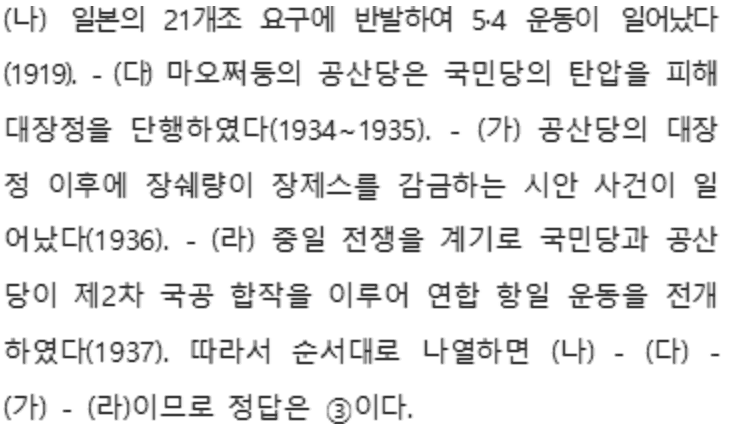 (나) 일본의 21개조 요구에 반발하여 5·4 운동이 일어났다
(1919). - (다) 마오쩌둥의 공산당은 국민당의 탄압을 피해
대장정을 단행하였다(1934~1935). - (가) 공산당의 대장
정 이후에 장쉐량이 장제스를 감금하는 시안 사건이 일
어났다(1936). - (라) 중일 전쟁을 계기로 국민당과 공산
당이 제2차 국공 합작을 이루어 연합 항일 운동을 전개
하였다(1937). 따라서 순서대로 나열하면 (나) - (다) -
(가) - (라)이므로 정답은 ③이다.